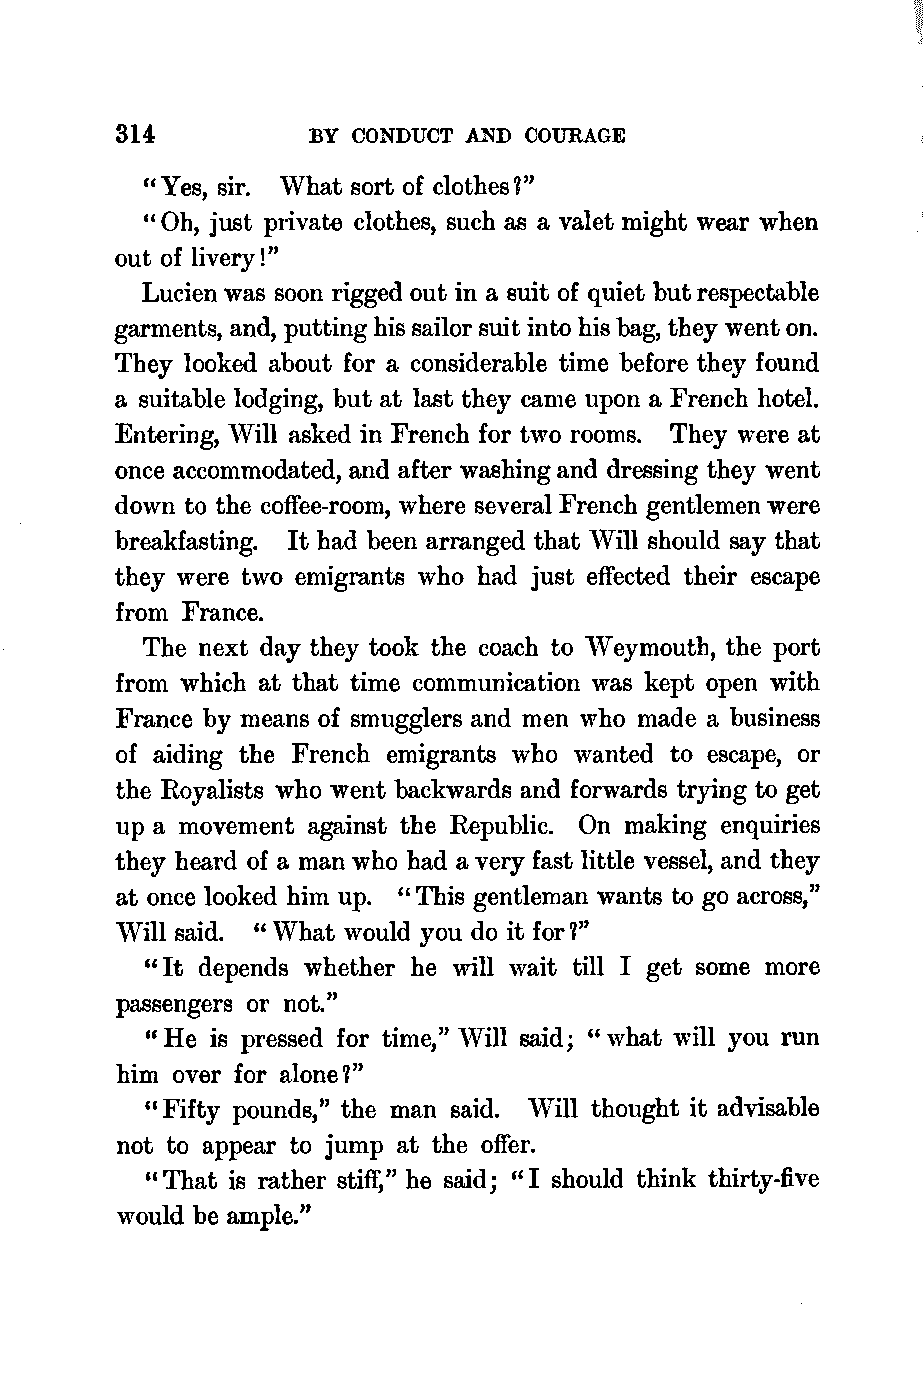 314 BY CONDUCT AND COURAGE
"Yes, sir. What sort of clothes?"
"Oh, just private clothes, such as a valet might wear when
out of livery!"
Lucien was soon rigged out in a suit of quiet but respectable
garments, and, putting his sailor suit into his bag, they went on.
They looked about for a considerable time before they found
a suitable lodging, but at last they came upon a French hotel.
Entering, Will asked in French for two rooms. They were at
once accommodated, and after washing and dressing they went
down to the coffee-room, where several French gentlemen were
breakfasting. It had been arranged that Will should say that
they were two emigrants who had just effected their escape
from France.
The next day they took the coach to Weymouth, the port
from which at that time communication was kept open with
France by means of smugglers and men who made a business
of aiding the French emigrants who wanted to escape, or
the Royalists who went backwards and forwards trying to get
up a movement against the Republic. On making enquiries
they heard of a man who had a very fast little vessel, and they
at once looked him up. "This gentleman wants to go across,"
Will said. "What would you do it for?"
"It depends whether he will wait till I get some more
passengers or not."
"He is pressed for time," Will said; "what will you run
him over for alone?"
"Fifty pounds," the man said. Will thought it advisable
not to appear to jump at the offer.
"That is rather stiff," he said; "I should think thirty-five
would be ample."